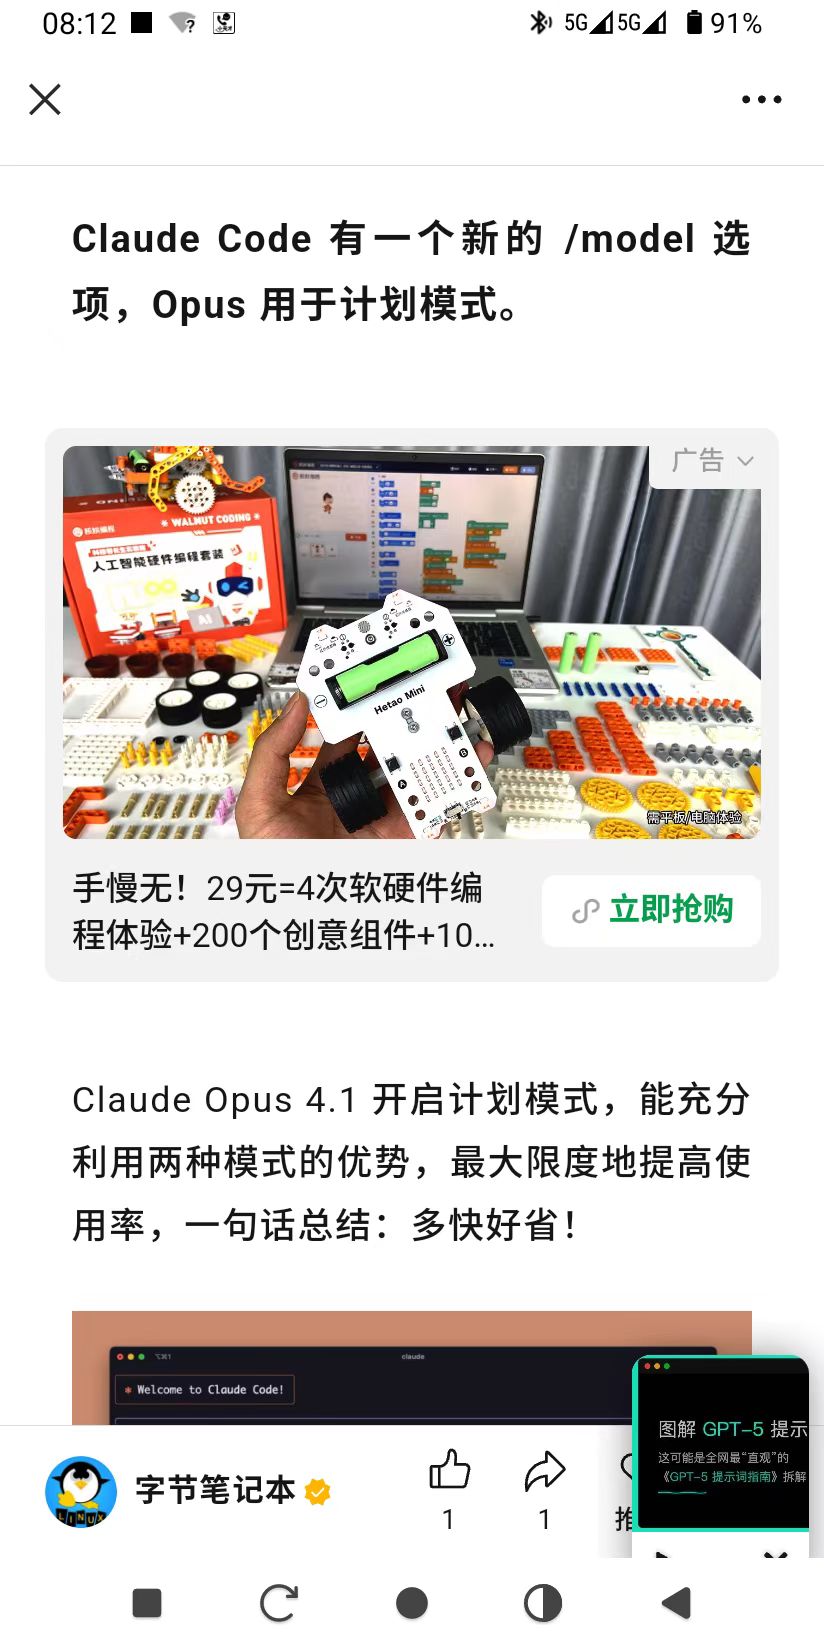 08:12
5G 5G 91%
Claude Code 有一个新的 /model 选
项，Opus 用于计划模式。
广告
WALNUT CODING
人工智能硬件编程套装
AI
Hetao Mini
需平板/电脑体验
手慢无！29元=4次软硬件编
程体验+200个创意组件+10...
立即抢购
Claude Opus 4.1 开启计划模式，能充分
利用两种模式的优势，最大限度地提高使
用率，一句话总结：多快好省！
claude
* Welcome to Claude Code!
图解 GPT-5 提示
这可能是全网最“直观”的
《GPT-5 提示词指南》拆解
LINUX
字节笔记本
1
1
推